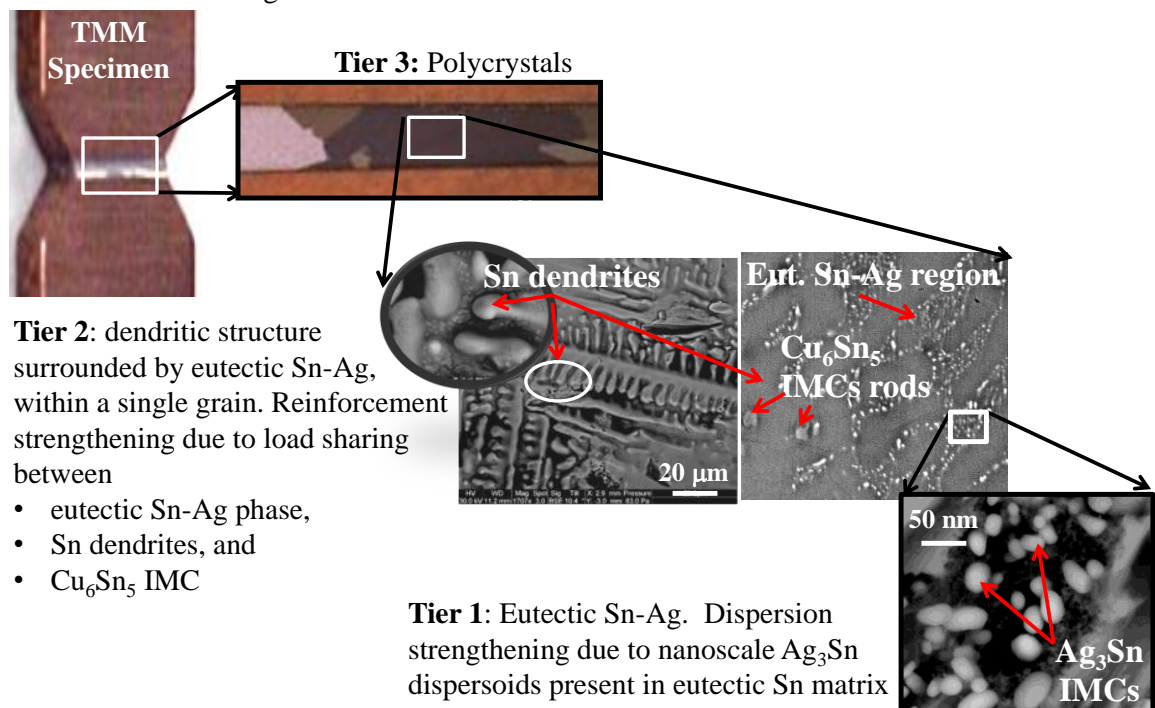 TMM
Specimen
Tier 3: Polycrystals
Sn dendrites
Eut. Sn-Ag region
Cu₆Sn₅
IMCs rods
20 μm
Tier 2: dendritic structure
surrounded by eutectic Sn-Ag,
within a single grain. Reinforcement
strengthening due to load sharing
between
• eutectic Sn-Ag phase,
• Sn dendrites, and
• Cu₆Sn₅ IMC
50 nm
Ag₃Sn
IMCs
Tier 1: Eutectic Sn-Ag. Dispersion
strengthening due to nanoscale Ag₃Sn
dispersoids present in eutectic Sn matrix